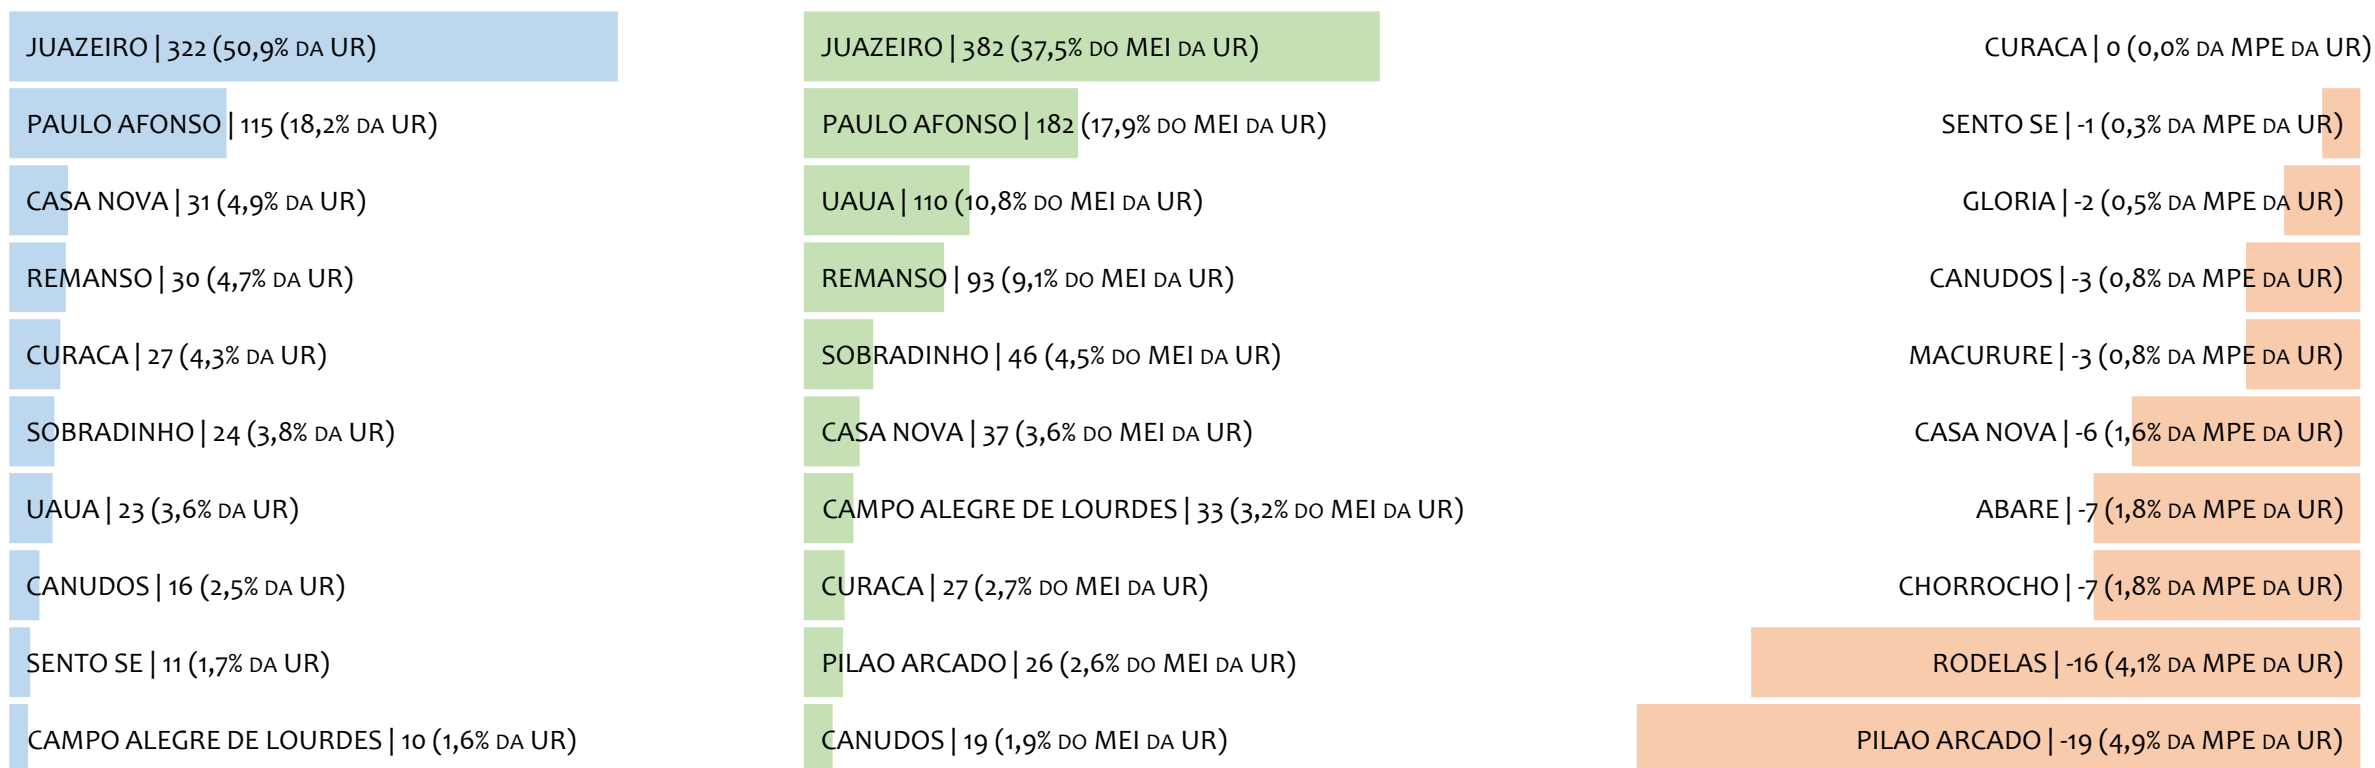 JUAZEIRO | 322 (50,9% DA UR)
PAULO AFONSO | 115 (18,2% DA UR)
CASA NOVA | 31 (4,9% DA UR)
REMANSO | 30 (4,7% DA UR)
CURACA | 27 (4,3% DA UR)
SOBRADINHO | 24 (3,8% DA UR)
UAUA | 23 (3,6% DA UR)
CANUDOS | 16 (2,5% DA UR)
SENTO SE | 11 (1,7% DA UR)
CAMPO ALEGRE DE LOURDES | 10 (1,6% DA UR)
JUAZEIRO | 382 (37,5% DO MEI DA UR)
PAULO AFONSO | 182 (17,9% DO MEI DA UR)
UAUA | 110 (10,8% DO MEI DA UR)
REMANSO | 93 (9,1% DO MEI DA UR)
SOBRADINHO | 46 (4,5% DO MEI DA UR)
CASA NOVA | 37 (3,6% DO MEI DA UR)
CAMPO ALEGRE DE LOURDES | 33 (3,2% DO MEI DA UR)
CURACA | 27 (2,7% DO MEI DA UR)
PILAO ARCADO | 26 (2,6% DO MEI DA UR)
CANUDOS | 19 (1,9% DO MEI DA UR)
CURACA | 0 (0,0% DA MPE DA UR)
SENTO SE | -1 (0,3% DA MPE DA UR)
GLORIA | -2 (0,5% DA MPE DA UR)
CANUDOS | -3 (0,8% DA MPE DA UR)
MACURURE | -3 (0,8% DA MPE DA UR)
CASA NOVA | -6 (1,6% DA MPE DA UR)
ABARE | -7 (1,8% DA MPE DA UR)
CHORROCHO | -7 (1,8% DA MPE DA UR)
RODELAS | -16 (4,1% DA MPE DA UR)
PILAO ARCADO | -19 (4,9% DA MPE DA UR)